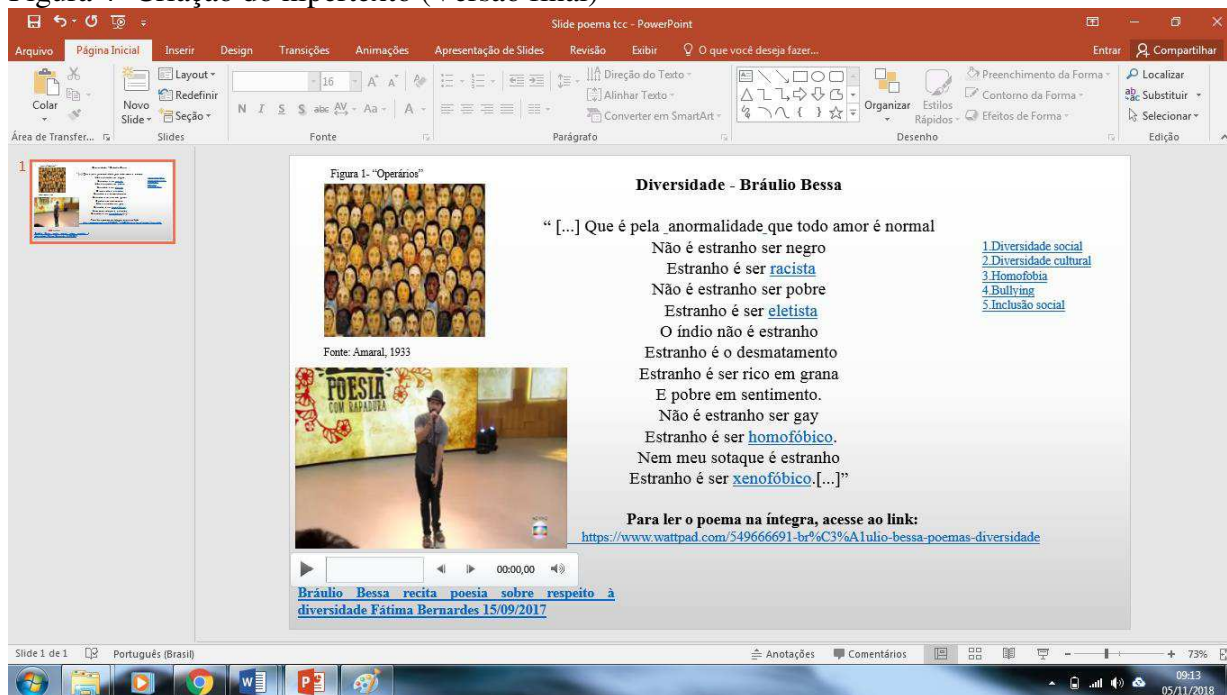 Figura 4- Criação do hipertexto (Versão final)
Slide poema tcc - PowerPoint
Arquivo Página Inicial Inserir Design Transições Animações Apresentação de Slides Revisão Exibir O que você deseja fazer... Entrar Compartilhar
Colar
Área de Transfer...
Novo
Slide
Layout
Redefinir
Seção
Slides
16
N I S S abc AV Aa A
Fonte
Direção do Texto
Alinhar Texto
Converter em SmartArt
Parágrafo
Organizar
Estilos
Rápidos
Preenchimento da Forma
Contorno da Forma
Efeitos de Forma
Desenho
Localizar
Substituir
Selecionar
Edição
1
Figura 1- “Operários”
Fonte: Amaral, 1933
POESIA
COM RAPADURA
00:00,00
Bráulio Bessa recita poesia sobre respeito à
diversidade Fátima Bernardes 15/09/2017
Diversidade - Bráulio Bessa
“ [...] Que é pela anormalidade que todo amor é normal
Não é estranho ser negro
Estranho é ser racista
Não é estranho ser pobre
Estranho é ser eletista
O índio não é estranho
Estranho é o desmatamento
Estranho é ser rico em grana
E pobre em sentimento.
Não é estranho ser gay
Estranho é ser homofóbico.
Nem meu sotaque é estranho
Estranho é ser xenofóbico.[...]”
Para ler o poema na íntegra, acesse ao link:
https://www.wattpad.com/549666691-br%C3%A1ulio-bessa-poemas-diversidade
1.Diversidade social
2.Diversidade cultural
3.Homofobia
4.Bullying
5.Inclusão social
Slide 1 de 1 Português (Brasil) Anotações Comentários 73%
09:13
05/11/2018